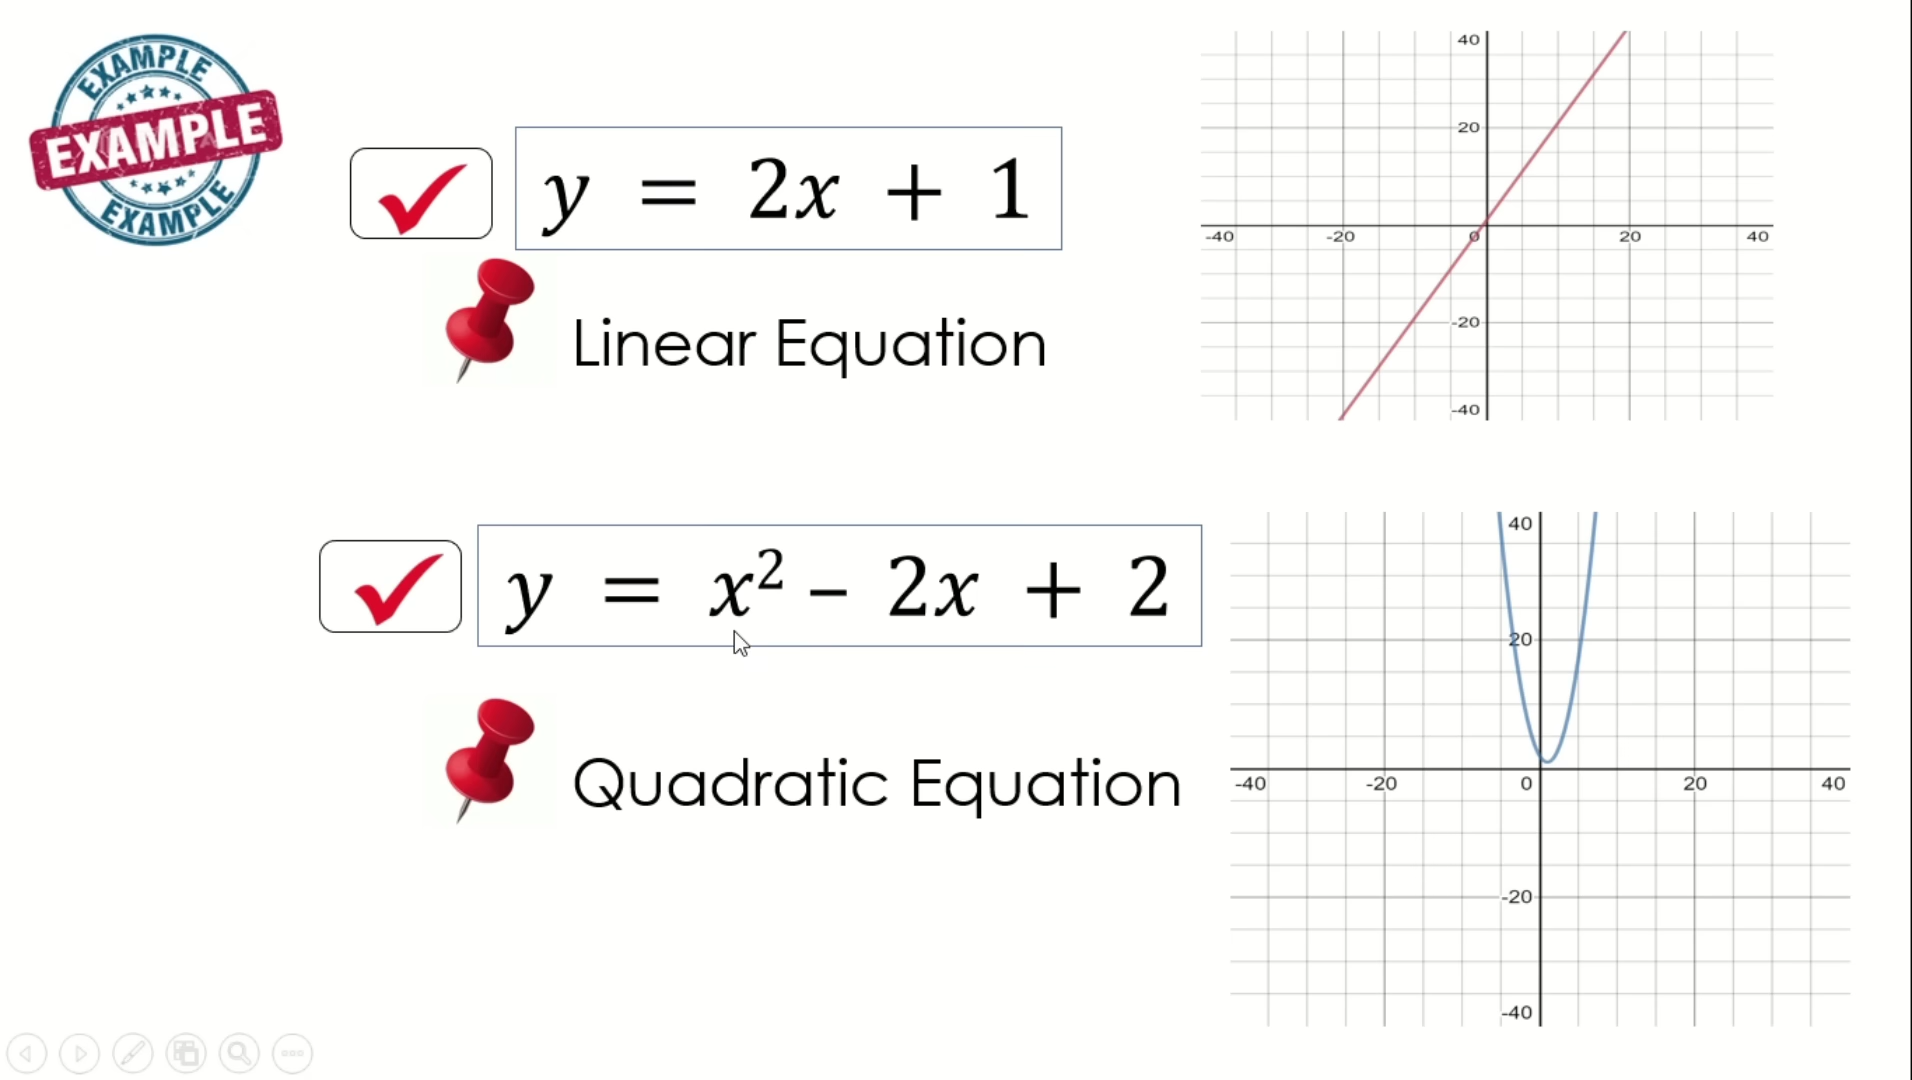 EXAMPLE
EXAMPLE
EXAMPLE
y = 2x + 1
Linear Equation
40
20
-40 -20 0 20 40
-20
-40
y = x² – 2x + 2
Quadratic Equation
40
20
-40 -20 0 20 40
-20
-40